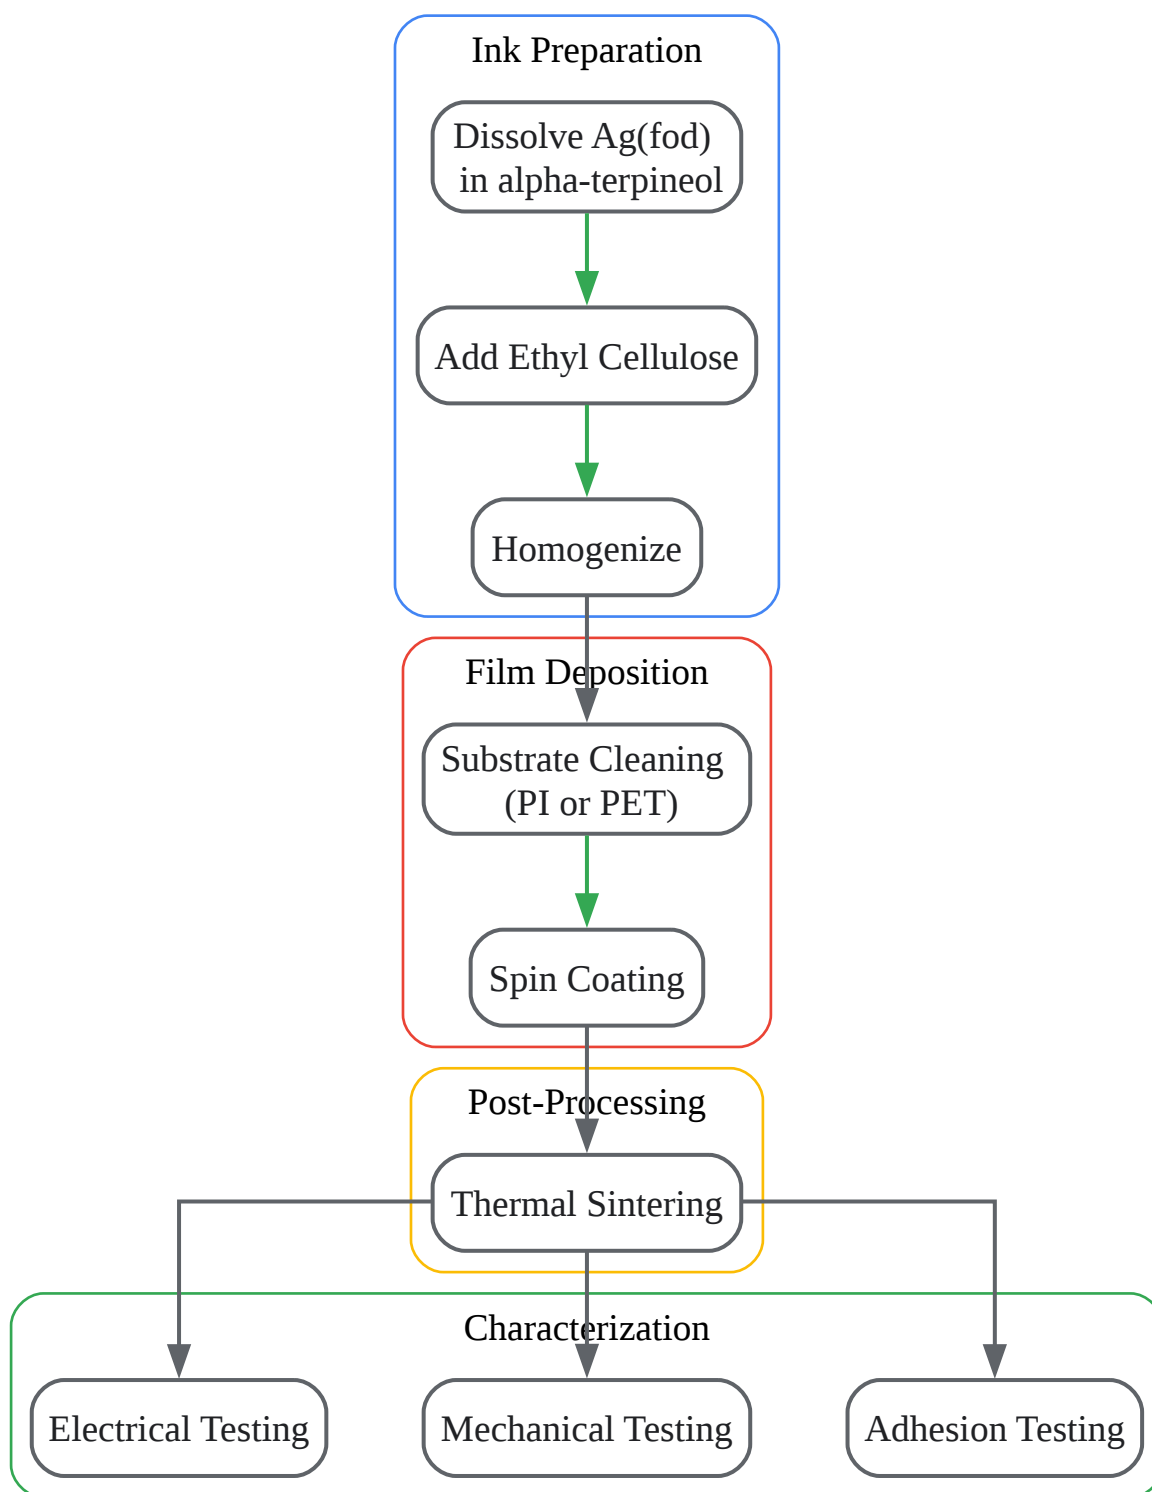 Ink Preparation
Dissolve Ag(fod)
in alpha-terpineol
Add Ethyl Cellulose
Homogenize
Film Deposition
Substrate Cleaning
(PI or PET)
Spin Coating
Post-Processing
Thermal Sintering
Characterization
Electrical Testing
Mechanical Testing
Adhesion Testing